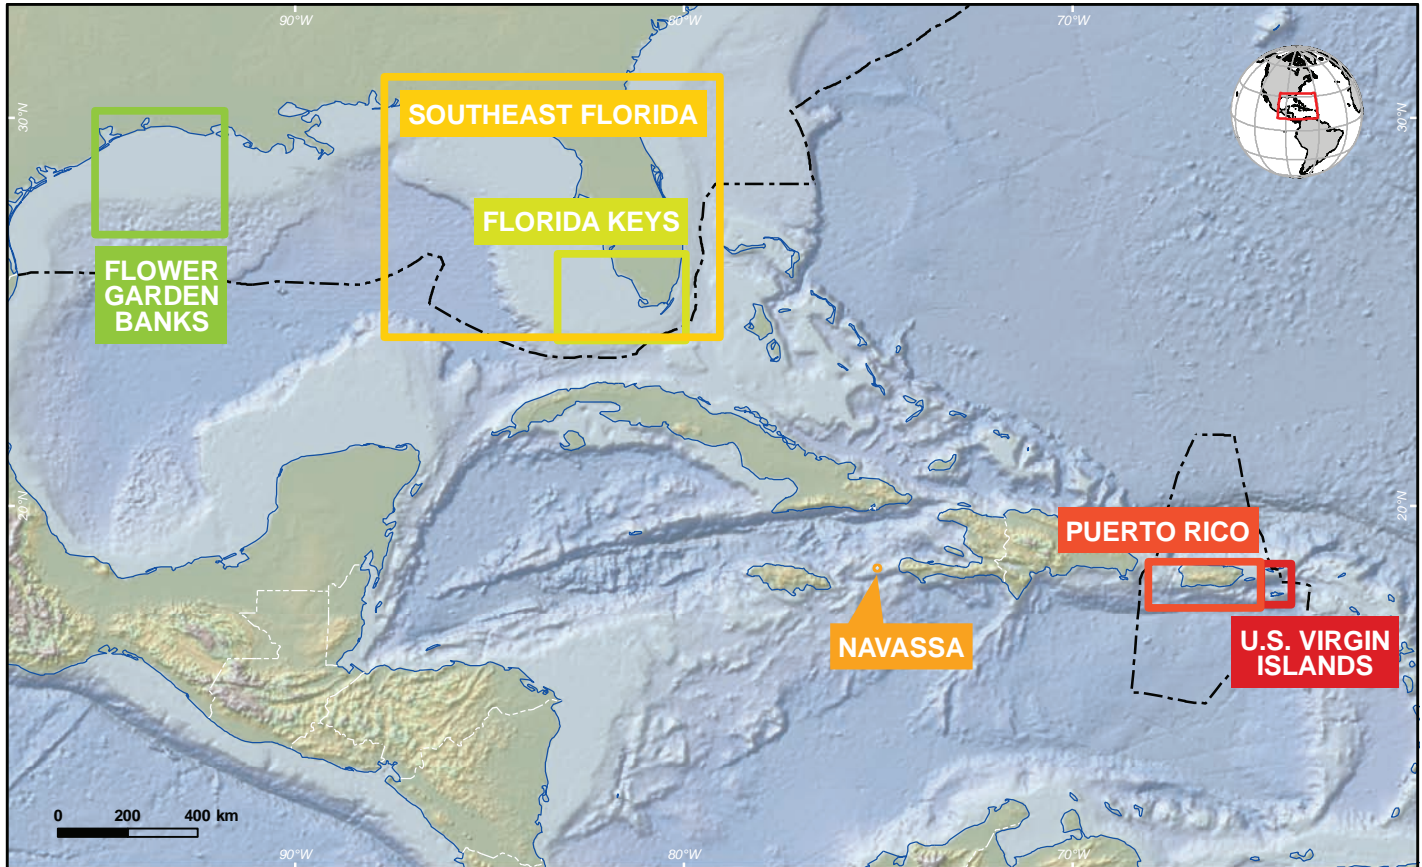 90°W
80°W
70°W
30°N
30°N
SOUTHEAST FLORIDA
FLORIDA KEYS
FLOWER
GARDEN
BANKS
20°N
20°N
PUERTO RICO
NAVASSA
U.S. VIRGIN
ISLANDS
0 200 400 km
90°W
80°W
70°W